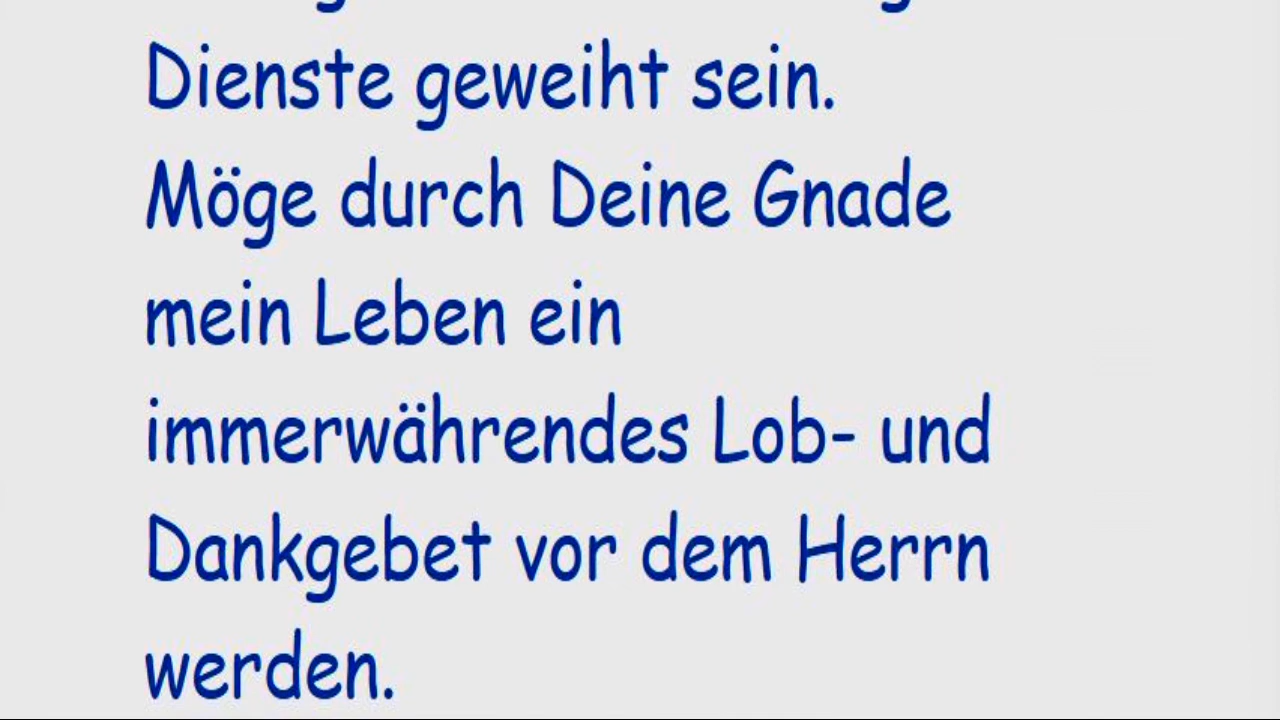 Dienste geweiht sein.
Möge durch Deine Gnade
mein Leben ein
immerwährendes Lob- und
Dankgebet vor dem Herrn
werden.